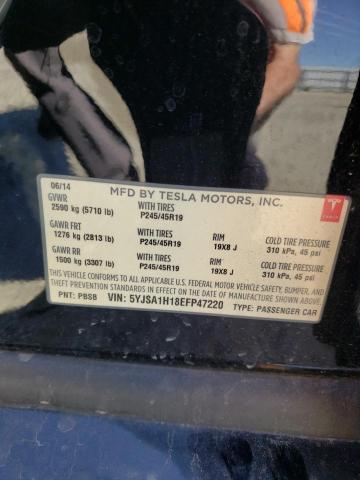 06/14
MFD BY TESLA MOTORS, INC.
GVWR WITH TIRES
2590 kg (5710 lb) P245/45R19
GAWR FRT WITH TIRES RIM COLD TIRE PRESSURE
1276 kg (2813 lb) P245/45R19 19X8 J 310 kPa, 45 psi
GAWR RR WITH TIRES RIM COLD TIRE PRESSURE
1500 kg (3307 lb) P245/45R19 19X8 J 310 kPa, 45 psi
THIS VEHICLE CONFORMS TO ALL APPLICABLE U.S. FEDERAL MOTOR VEHICLE SAFETY, BUMPER, AND
THEFT PREVENTION STANDARDS IN EFFECT ON THE DATE OF MANUFACTURE SHOWN ABOVE.
PNT: PBSB VIN: 5YJSA1H18EFP47220 TYPE: PASSENGER CAR